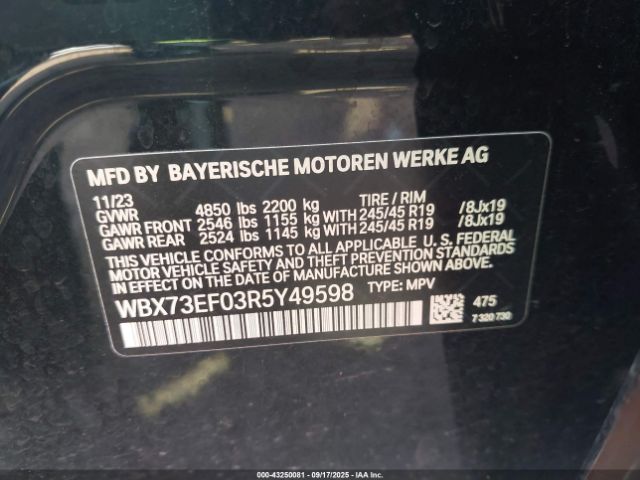 MFD BY BAYERISCHE MOTOREN WERKE AG
11/23
GVWR 4850 lbs 2200 kg TIRE / RIM
GAWR FRONT 2546 lbs 1155 kg WITH 245/45 R19 /8Jx19
GAWR REAR 2524 lbs 1145 kg WITH 245/45 R19 /8Jx19
THIS VEHICLE CONFORMS TO ALL APPLICABLE U. S. FEDERAL
MOTOR VEHICLE SAFETY AND THEFT PREVENTION STANDARDS
IN EFFECT ON THE DATE OF MANUFACTURE SHOWN ABOVE.
WBX73EF03R5Y49598 TYPE: MPV
475
7 320 730
000-43250081 - 09/17/2025 - IAAI.COM